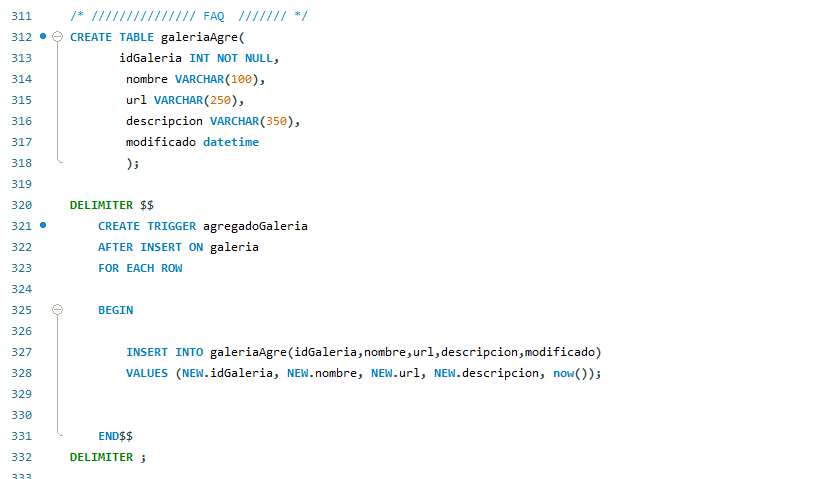 311 /* /////////////// FAQ /////// */
312 CREATE TABLE galeriaAgre(
313 idGaleria INT NOT NULL,
314 nombre VARCHAR(100),
315 url VARCHAR(250),
316 descripcion VARCHAR(350),
317 modificado datetime
318 );
319
320 DELIMITER $$
321 CREATE TRIGGER agregadoGaleria
322 AFTER INSERT ON galeria
323 FOR EACH ROW
324
325 BEGIN
326
327 INSERT INTO galeriaAgre(idGaleria,nombre,url,descripcion,modificado)
328 VALUES (NEW.idGaleria, NEW.nombre, NEW.url, NEW.descripcion, now());
329
330
331 END$$
332 DELIMITER ;
333